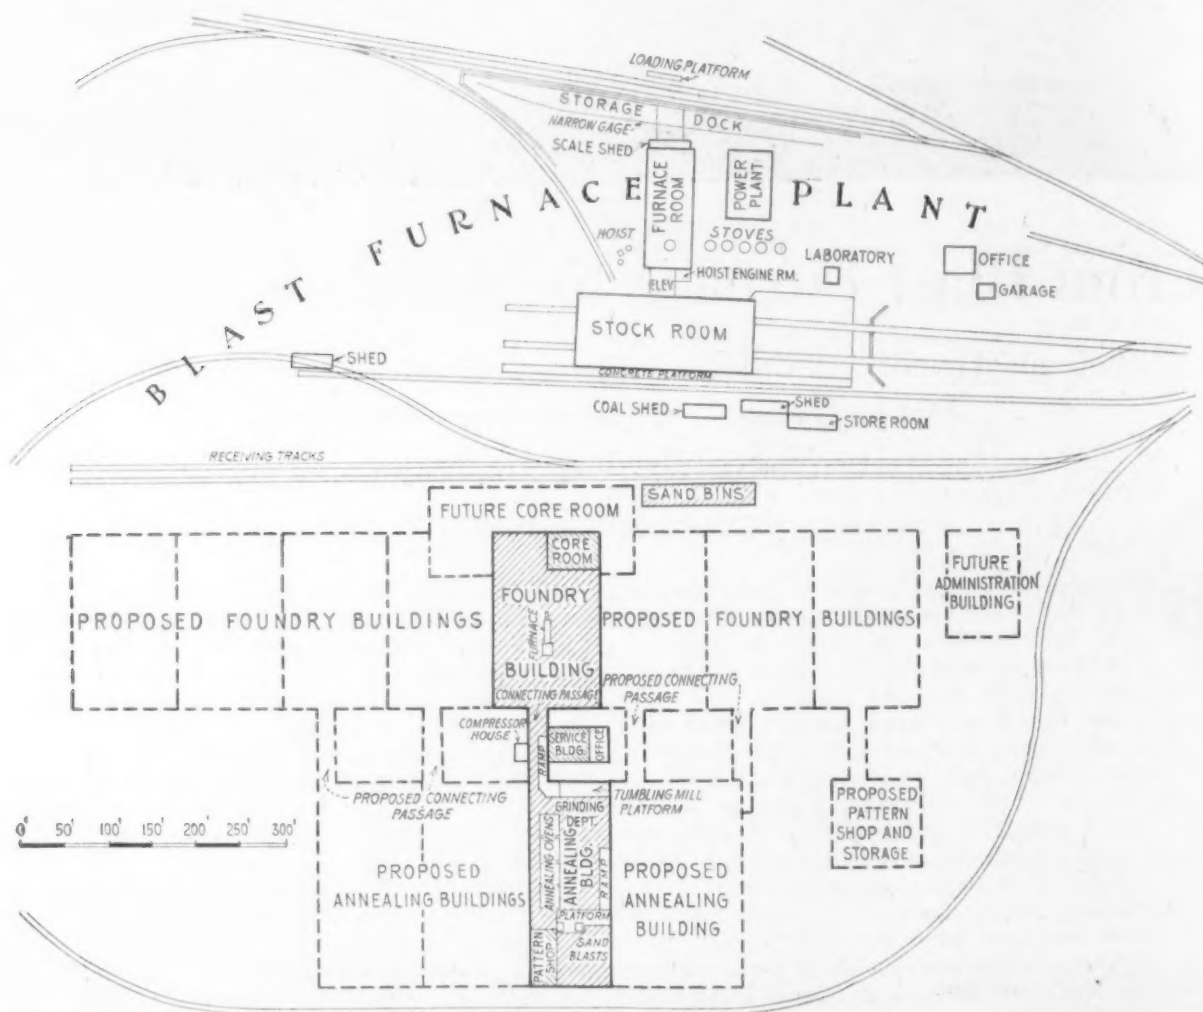 LOADING PLATFORM
STORAGE DOCK
NARROW GAGE
SCALE SHED
FURNACE
ROOM
POWER
PLANT
BLAST FURNACE PLANT
HOIST
STOVES
LABORATORY
OFFICE
HOIST ENGINE RM.
ELEV.
GARAGE
STOCK ROOM
SHED
CONCRETE PLATFORM
COAL SHED
SHED
STORE ROOM
RECEIVING TRACKS
SAND BINS
FUTURE CORE ROOM
CORE
ROOM
FUTURE
ADMINISTRATION
BUILDING
FOUNDRY
BUILDING
FURNACE
PROPOSED FOUNDRY BUILDINGS
PROPOSED FOUNDRY BUILDINGS
CONNECTING PASSAGE
PROPOSED CONNECTING
PASSAGE
COMPRESSOR
HOUSE
RAMP
SERVICE
BLDG.
OFFICE
PROPOSED CONNECTING
PASSAGE
TUMBLING MILL
PLATFORM
GRINDING
DEPT.
PROPOSED
PATTERN
SHOP AND
STORAGE
0' 50' 100' 150' 200' 300'
ANNEALING OVENS
ANNEALING
BLDG.
RAMP
PROPOSED
ANNEALING BUILDINGS
PROPOSED
ANNEALING
BUILDING
PLATFORM
PATTERN
SHOP
SAND
BLASTS